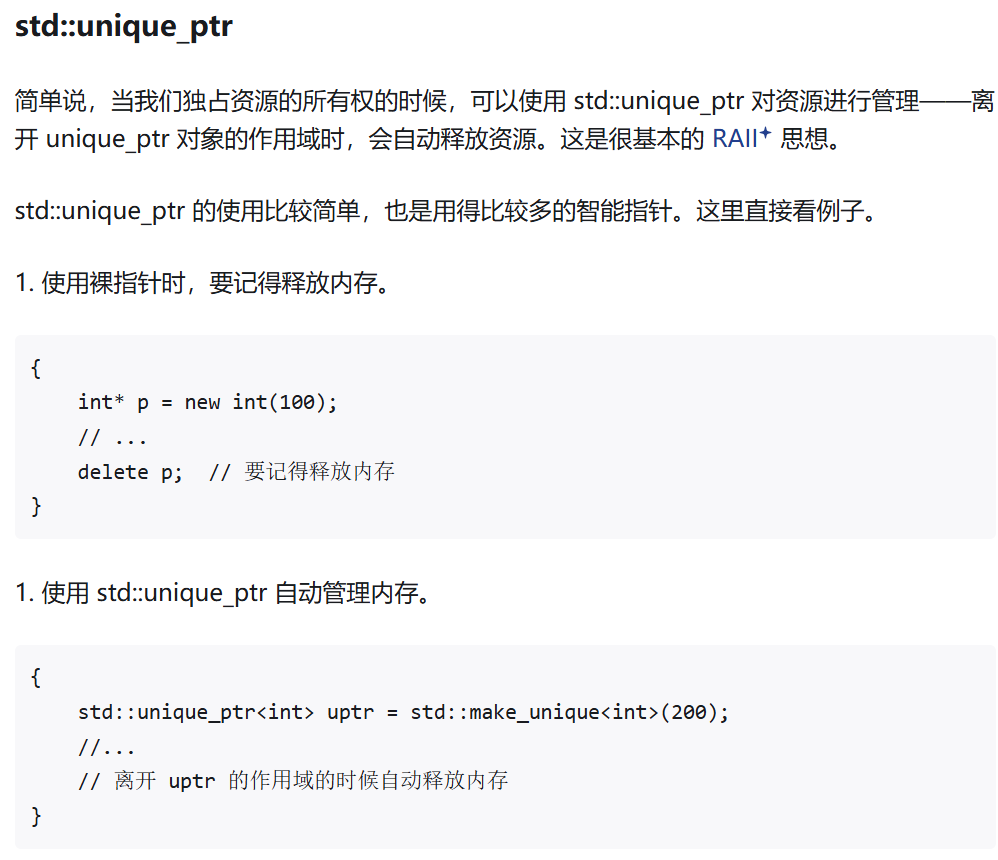 std::unique_ptr
简单说，当我们独占资源的所有权的时候，可以使用 std::unique_ptr 对资源进行管理——离
开 unique_ptr 对象的作用域时，会自动释放资源。这是很基本的 RAII 思想。
std::unique_ptr 的使用比较简单，也是用得比较多的智能指针。这里直接看例子。
1. 使用裸指针时，要记得释放内存。
{
    int* p = new int(100);
    // ...
    delete p;  // 要记得释放内存
}
1. 使用 std::unique_ptr 自动管理内存。
{
    std::unique_ptr<int> uptr = std::make_unique<int>(200);
    //...
    // 离开 uptr 的作用域的时候自动释放内存
}